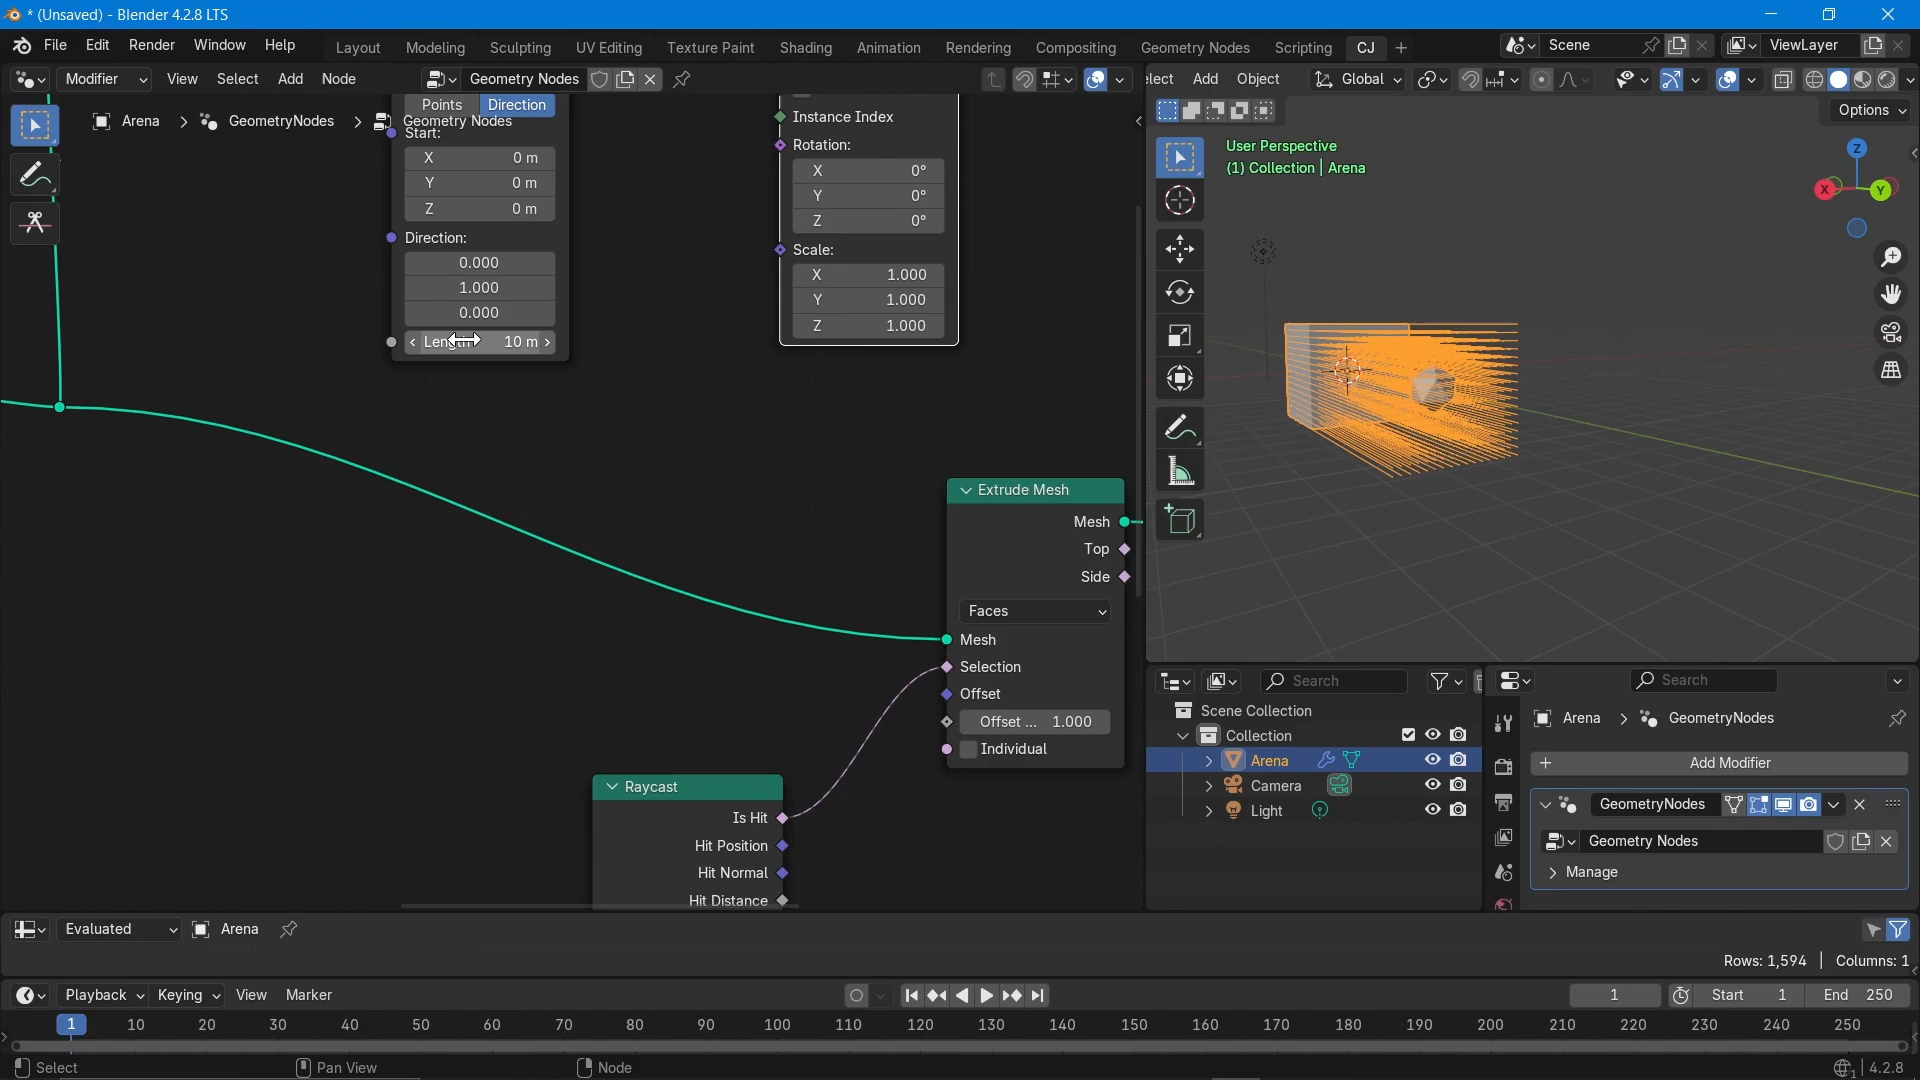 * (Unsaved) - Blender 4.2.8 LTS
File Edit Render Window Help Layout Modeling Sculpting UV Editing Texture Paint Shading Animation Rendering Compositing Geometry Nodes Scripting CJ Scene ViewLayer
Modifier View Select Add Node Geometry Nodes lect Add Object Global
Options
Arena GeometryNodes Geometry Nodes
Points Direction
Start:
X 0 m
Y 0 m
Z 0 m
Direction:
0.000
1.000
0.000
10 m
Instance Index
Rotation:
X 0°
Y 0°
Z 0°
Scale:
X 1.000
Y 1.000
Z 1.000
Extrude Mesh
Mesh
Top
Side
Faces
Mesh
Selection
Offset
Offset ... 1.000
Individual
Raycast
Is Hit
Hit Position
Hit Normal
Hit Distance
User Perspective
(1) Collection | Arena
Z
X Y
Search
Scene Collection
Collection
Arena
Camera
Light
Search
Arena GeometryNodes
Add Modifier
GeometryNodes
Geometry Nodes
Manage
Evaluated Arena
Rows: 1,594 Columns: 1
Playback Keying View Marker 1 Start 1 End 250
1 10 20 30 40 50 60 70 80 90 100 110 120 130 140 150 160 170 180 190 200 210 220 230 240 250
Select Pan View Node 1 4.2.8